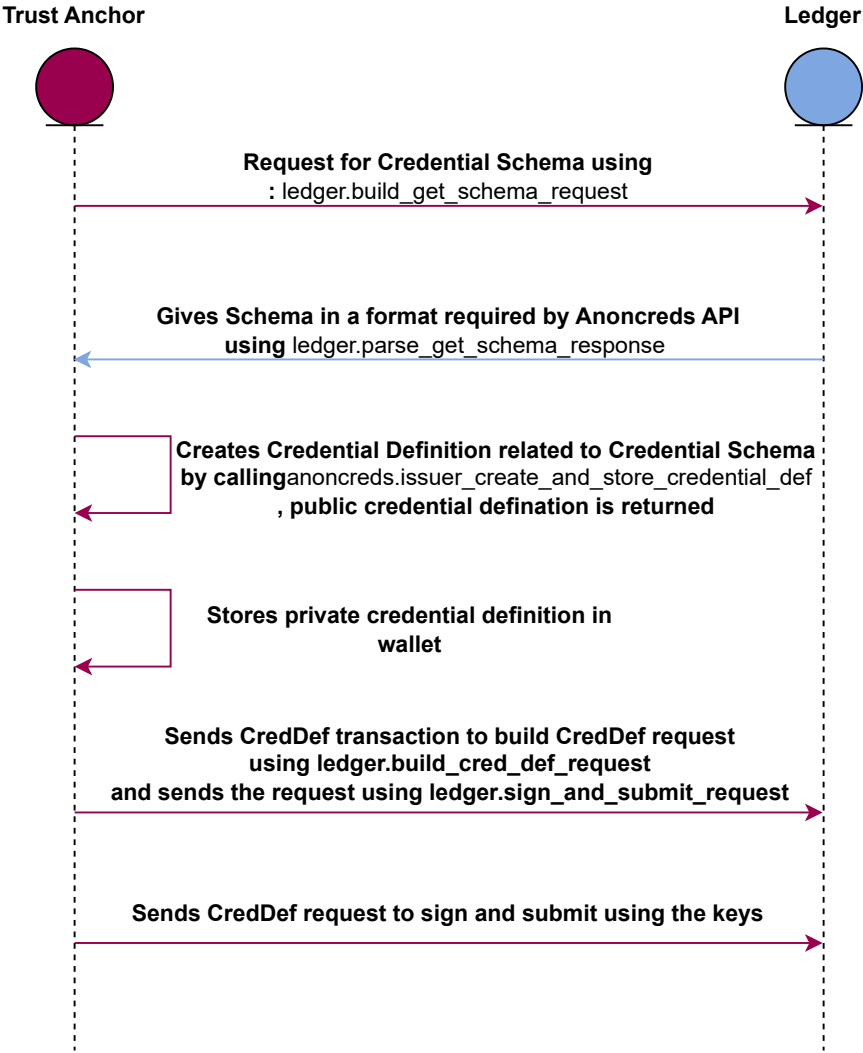 Trust Anchor
Ledger
Request for Credential Schema using
: ledger.build_get_schema_request
Gives Schema in a format required by Anoncreds API
using ledger.parse_get_schema_response
Creates Credential Definition related to Credential Schema
by callinganoncreds.issuer_create_and_store_credential_def
, public credential defination is returned
Stores private credential definition in
wallet
Sends CredDef transaction to build CredDef request
using ledger.build_cred_def_request
and sends the request using ledger.sign_and_submit_request
Sends CredDef request to sign and submit using the keys